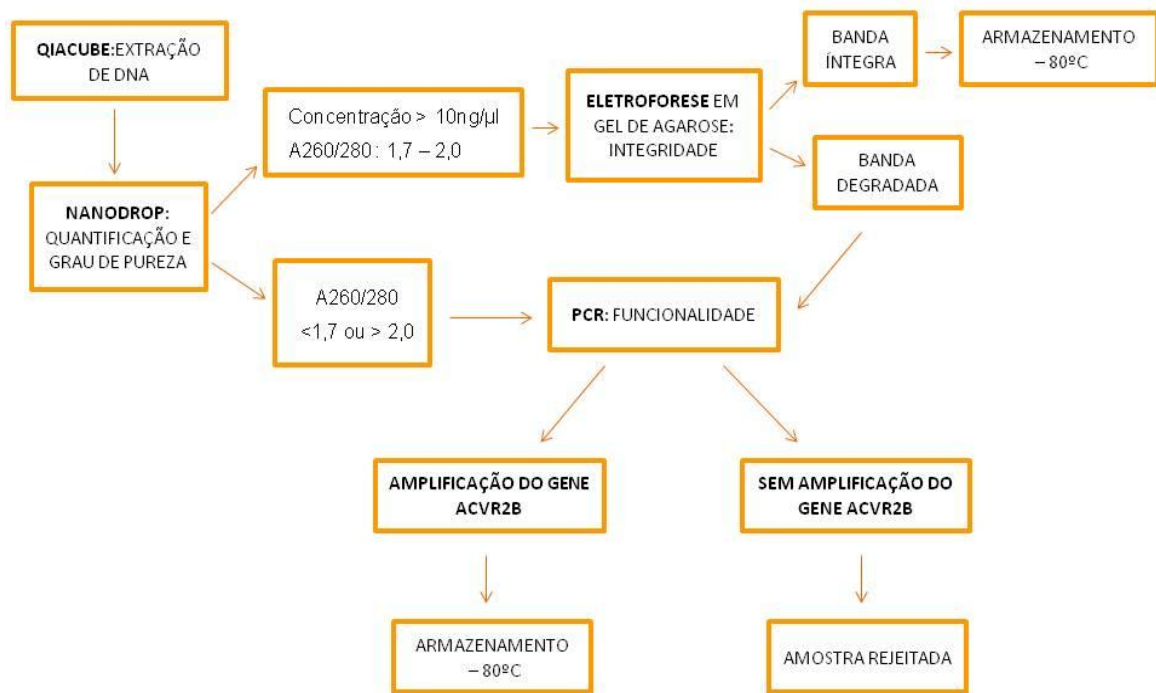 QIACUBE:EXTRAÇÃO
DE DNA
NANODROP:
QUANTIFICAÇÃO E
GRAU DE PUREZA
Concentração > 10ng/µl
A260/280 : 1,7 – 2,0
A260/280
<1,7 ou > 2,0
ELETROFORESE EM
GEL DE AGAROSE:
INTEGRIDADE
BANDA
ÍNTEGRA
ARMAZENAMENTO
– 80ºC
BANDA
DEGRADADA
PCR: FUNCIONALIDADE
AMPLIFICAÇÃO DO GENE
ACVR2B
SEM AMPLIFICAÇÃO DO
GENE ACVR2B
ARMAZENAMENTO
– 80ºC
AMOSTRA REJEITADA